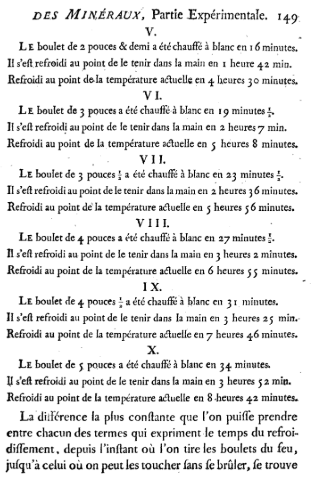 DES MINÉRAUX, Partie Expérimentale. 149
V.
LE boulet de 2 pouces & demi a été chauffé à blanc en 16 minutes.
Il s'eſt refroidi au point de le tenir dans la main en 1 heure 42 min.
Refroidi au point de la température actuelle en 4 heures 30 minutes.
VI.
LE boulet de 3 pouces a été chauffé à blanc en 19 minutes ½.
Il s'eſt refroidi au point de le tenir dans la main en 2 heures 7 min.
Refroidi au point de la température actuelle en 5 heures 8 minutes.
VII.
LE boulet de 3 pouces ½ a été chauffé à blanc en 23 minutes ½.
Il s'eſt refroidi au point de le tenir dans la main en 2 heures 36 minutes.
Refroidi au point de la température actuelle en 5 heures 56 minutes.
VIII.
LE boulet de 4 pouces a été chauffé à blanc en 27 minutes ½.
Il s'eſt refroidi au point de le tenir dans la main en 3 heures 2 minutes.
Refroidi au point de la température actuelle en 6 heures 55 minutes.
IX.
LE boulet de 4 pouces ½ a été chauffé à blanc en 31 minutes.
Il s'eſt refroidi au point de le tenir dans la main en 3 heures 25 min.
Refroidi au point de la température actuelle en 7 heures 46 minutes.
X.
LE boulet de 5 pouces a été chauffé à blanc en 34 minutes.
Il s'eſt refroidi au point de le tenir dans la main en 3 heures 52 min.
Refroidi au point de la température actuelle en 8 heures 42 minutes.
La différence la plus conſtante que l'on puiſſe prendre
entre chacun des termes qui expriment le temps du refroi-
diſſement, depuis l'inſtant où l'on tire les boulets du feu,
juſqu'à celui où on peut les toucher ſans ſe brûler, ſe trouve